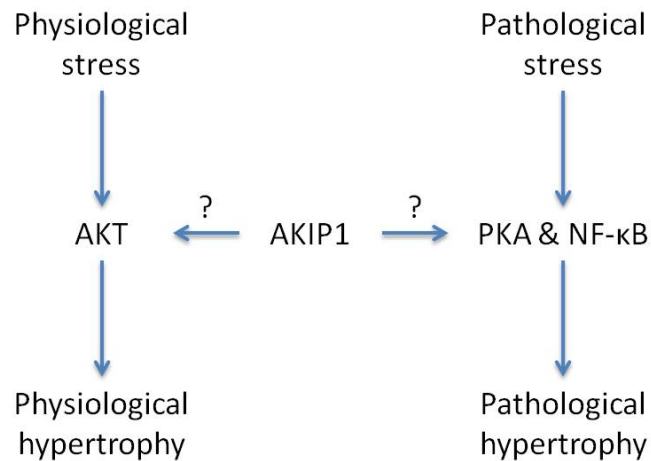 Physiological
stress
Pathological
stress
?
?
AKT
AKIP1
PKA & NF-κB
Physiological
hypertrophy
Pathological
hypertrophy